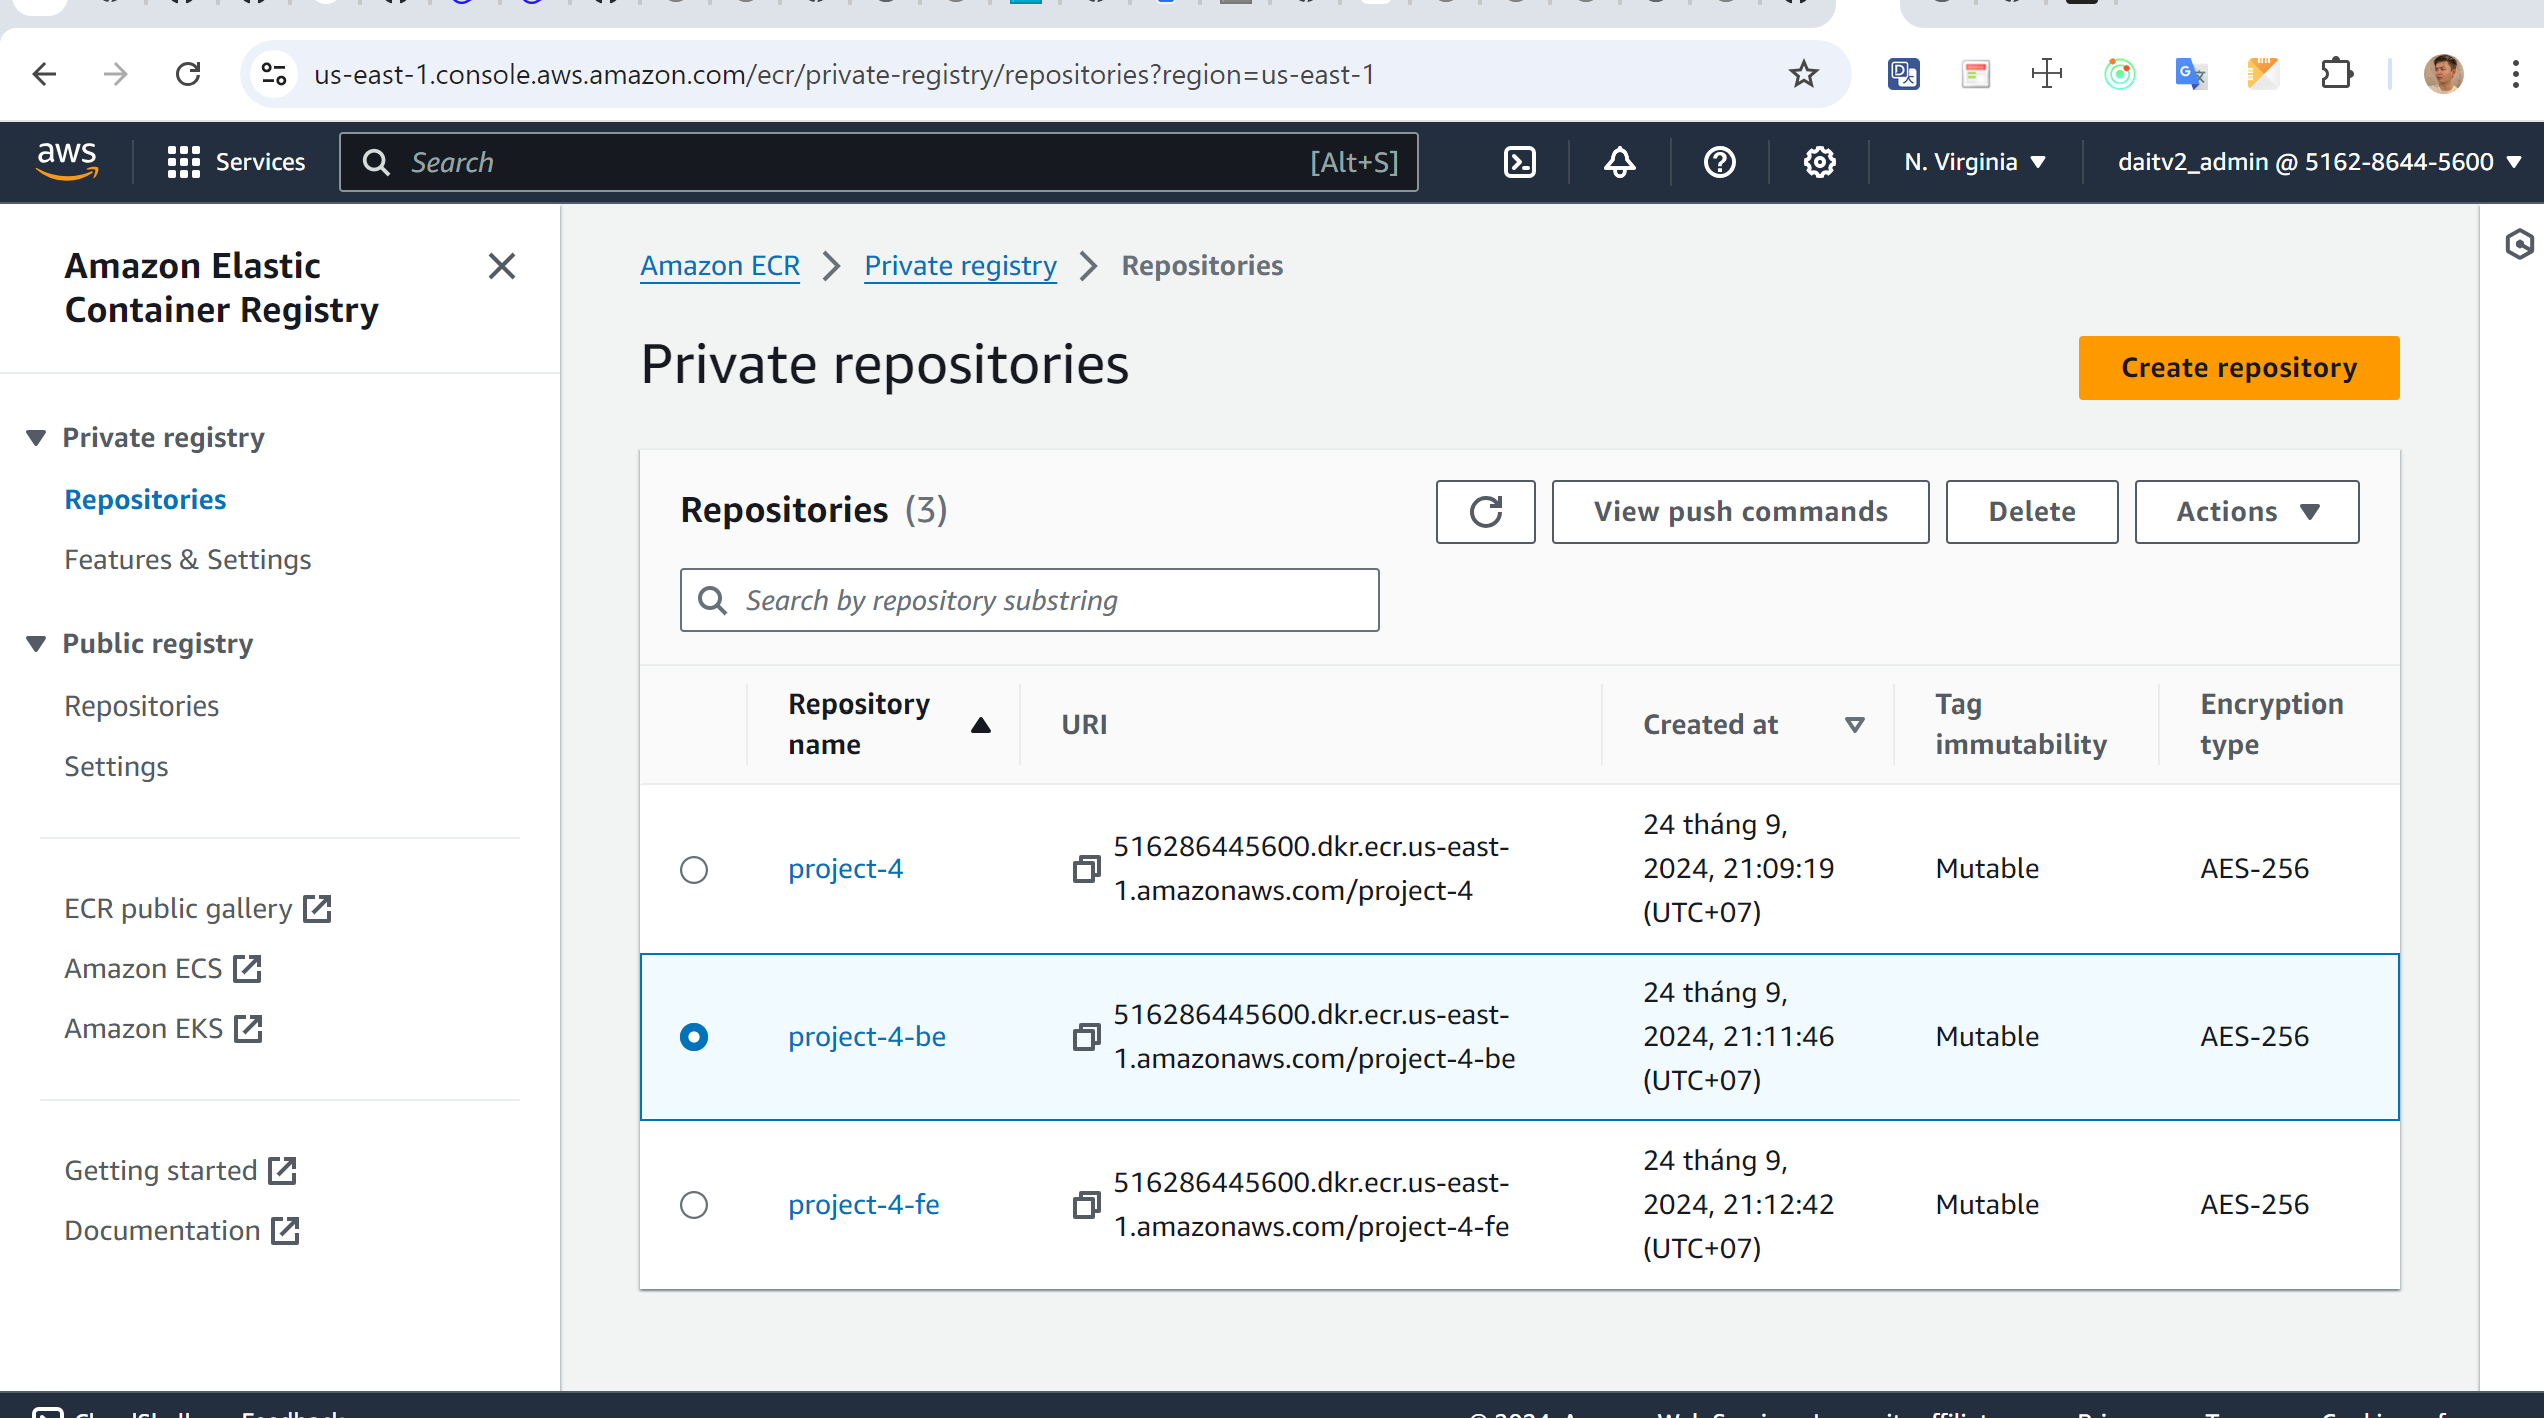 us-east-1.console.aws.amazon.com/ecr/private-registry/repositories?region=us-east-1
aws
Services
Search
[Alt+S]
N. Virginia
daitv2_admin @ 5162-8644-5600
Amazon Elastic
Container Registry
Private registry
Repositories
Features & Settings
Public registry
Repositories
Settings
ECR public gallery
Amazon ECS
Amazon EKS
Getting started
Documentation
Amazon ECR
Private registry
Repositories
Private repositories
Create repository
Repositories (3)
View push commands
Delete
Actions
Search by repository substring
Repository
name
URI
Created at
Tag
immutability
Encryption
type
project-4
516286445600.dkr.ecr.us-east-
1.amazonaws.com/project-4
24 tháng 9,
2024, 21:09:19
(UTC+07)
Mutable
AES-256
project-4-be
516286445600.dkr.ecr.us-east-
1.amazonaws.com/project-4-be
24 tháng 9,
2024, 21:11:46
(UTC+07)
Mutable
AES-256
project-4-fe
516286445600.dkr.ecr.us-east-
1.amazonaws.com/project-4-fe
24 tháng 9,
2024, 21:12:42
(UTC+07)
Mutable
AES-256
CloudShell
Feedback